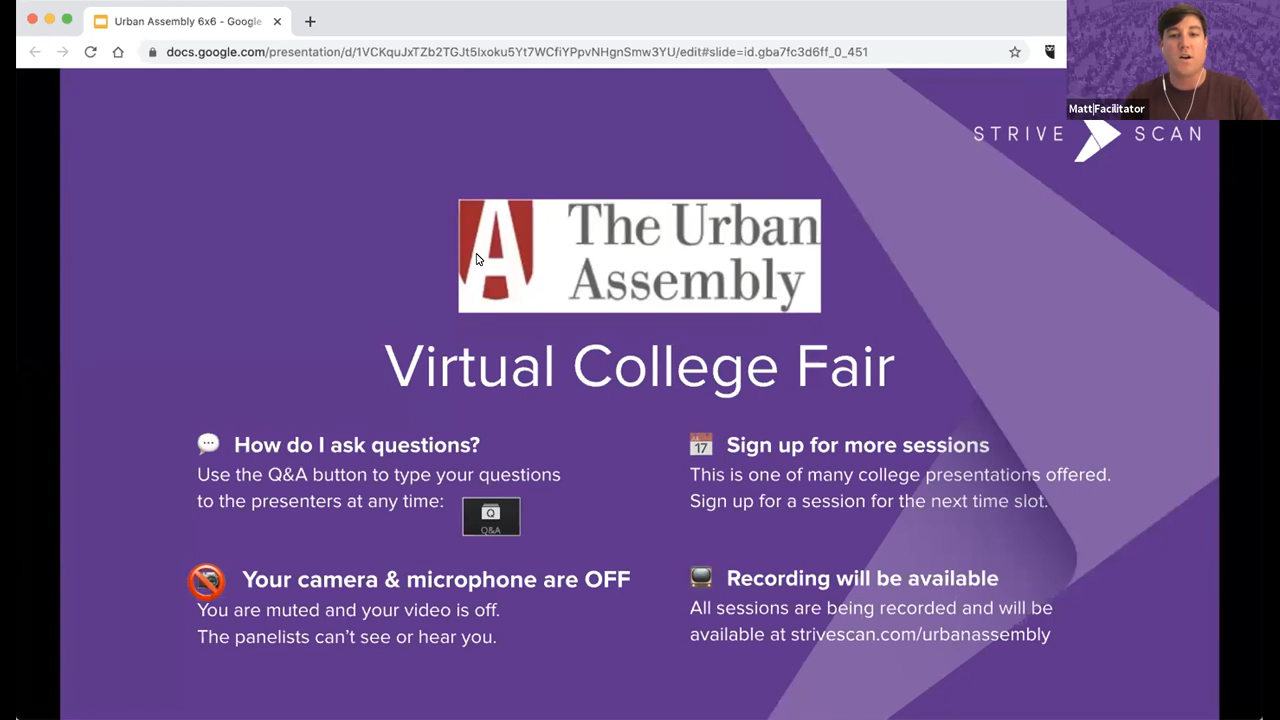 Urban Assembly 6x6 - Google
docs.google.com/presentation/d/1VCKquJxTZb2TGJt5Ixoku5Yt7WCfiYPpvNHgnSmw3YU/edit#slide=id.gba7fc3d6ff_0_451
Matt|Facilitator
STRIVE SCAN
A The Urban
Assembly
Virtual College Fair
How do I ask questions?
Use the Q&A button to type your questions
to the presenters at any time:
Q
Q&A
Sign up for more sessions
This is one of many college presentations offered.
Sign up for a session for the next time slot.
17
Your camera & microphone are OFF
You are muted and your video is off.
The panelists can't see or hear you.
Recording will be available
All sessions are being recorded and will be
available at strivescan.com/urbanassembly